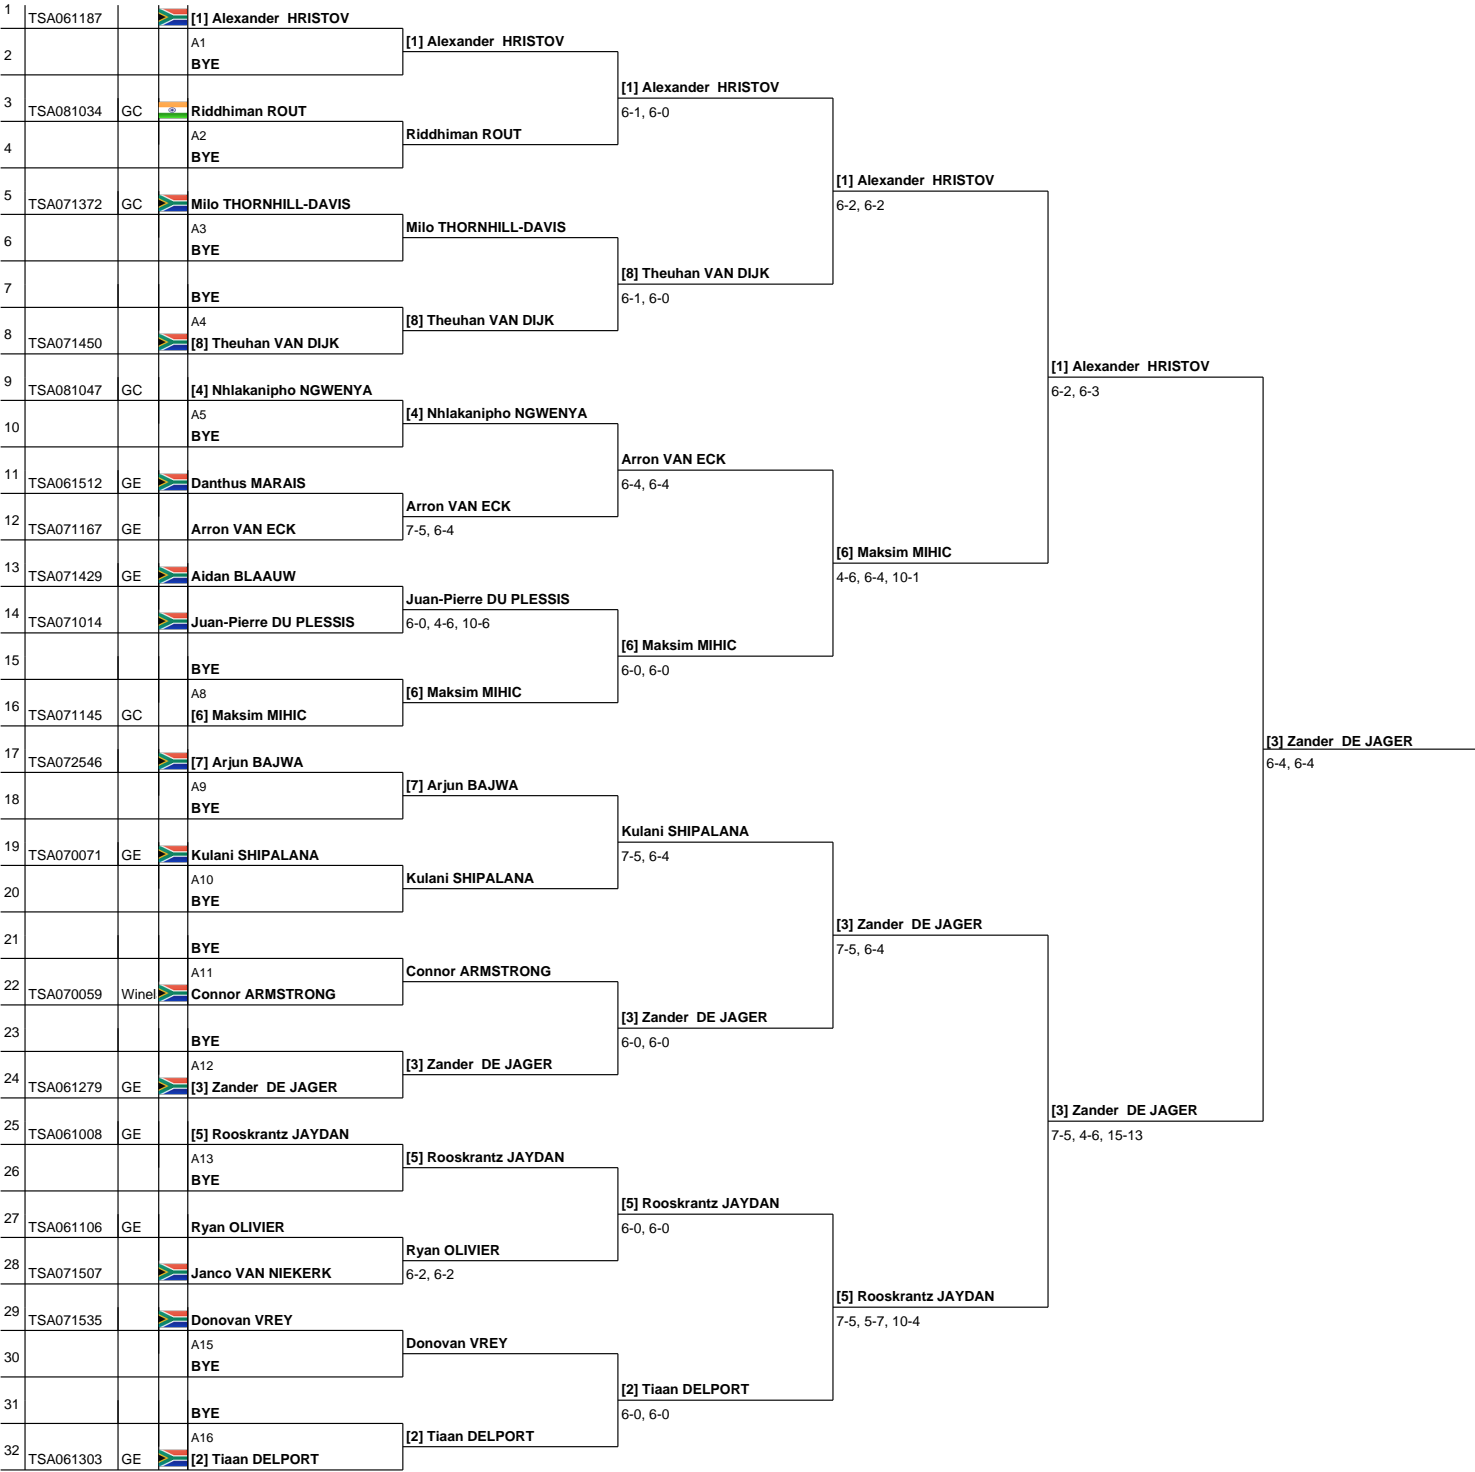 1 TSA061187 [1] Alexander HRISTOV
A1 [1] Alexander HRISTOV
2 BYE
[1] Alexander HRISTOV
3 TSA081034 GC Riddhiman ROUT 6-1, 6-0
A2 Riddhiman ROUT
4 BYE
[1] Alexander HRISTOV
5 TSA071372 GC Milo THORNHILL-DAVIS 6-2, 6-2
A3 Milo THORNHILL-DAVIS
6 BYE
[8] Theuhan VAN DIJK
7 BYE 6-1, 6-0
A4 [8] Theuhan VAN DIJK
8 TSA071450 [8] Theuhan VAN DIJK
[1] Alexander HRISTOV
9 TSA081047 GC [4] Nhlakanipho NGWENYA 6-2, 6-3
A5 [4] Nhlakanipho NGWENYA
10 BYE
Arron VAN ECK
11 TSA061512 GE Danthus MARAIS 6-4, 6-4
Arron VAN ECK
12 TSA071167 GE Arron VAN ECK 7-5, 6-4
[6] Maksim MIHIC
13 TSA071429 GE Aidan BLAAUW 4-6, 6-4, 10-1
Juan-Pierre DU PLESSIS
14 TSA071014 Juan-Pierre DU PLESSIS 6-0, 4-6, 10-6
[6] Maksim MIHIC
15 BYE 6-0, 6-0
A8 [6] Maksim MIHIC
16 TSA071145 GC [6] Maksim MIHIC
[3] Zander DE JAGER
17 TSA072546 [7] Arjun BAJWA 6-4, 6-4
A9 [7] Arjun BAJWA
18 BYE
Kulani SHIPALANA
19 TSA070071 GE Kulani SHIPALANA 7-5, 6-4
A10 Kulani SHIPALANA
20 BYE
[3] Zander DE JAGER
21 BYE 7-5, 6-4
A11 Connor ARMSTRONG
22 TSA070059 Winel Connor ARMSTRONG
[3] Zander DE JAGER
23 BYE 6-0, 6-0
A12 [3] Zander DE JAGER
24 TSA061279 GE [3] Zander DE JAGER
[3] Zander DE JAGER
25 TSA061008 GE [5] Rooskrantz JAYDAN 7-5, 4-6, 15-13
A13 [5] Rooskrantz JAYDAN
26 BYE
[5] Rooskrantz JAYDAN
27 TSA061106 GE Ryan OLIVIER 6-0, 6-0
Ryan OLIVIER
28 TSA071507 Janco VAN NIEKERK 6-2, 6-2
[5] Rooskrantz JAYDAN
29 TSA071535 Donovan VREY 7-5, 5-7, 10-4
A15 Donovan VREY
30 BYE
[2] Tiaan DELPORT
31 BYE 6-0, 6-0
A16 [2] Tiaan DELPORT
32 TSA061303 GE [2] Tiaan DELPORT